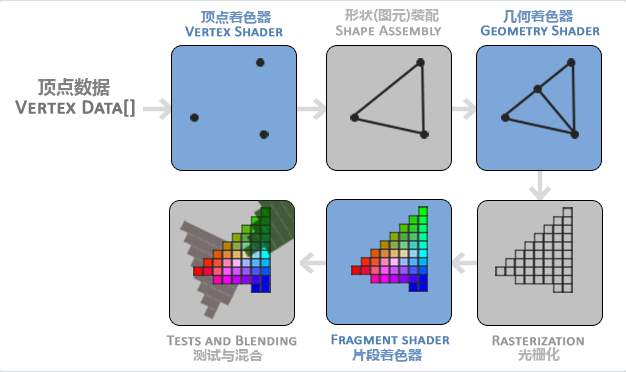 顶点着色器
VERTEX SHADER
形状(图元)装配
SHAPE ASSEMBLY
几何着色器
GEOMETRY SHADER
顶点数据
VERTEX DATA[]
TESTS AND BLENDING
测试与混合
FRAGMENT SHADER
片段着色器
RASTERIZATION
光栅化